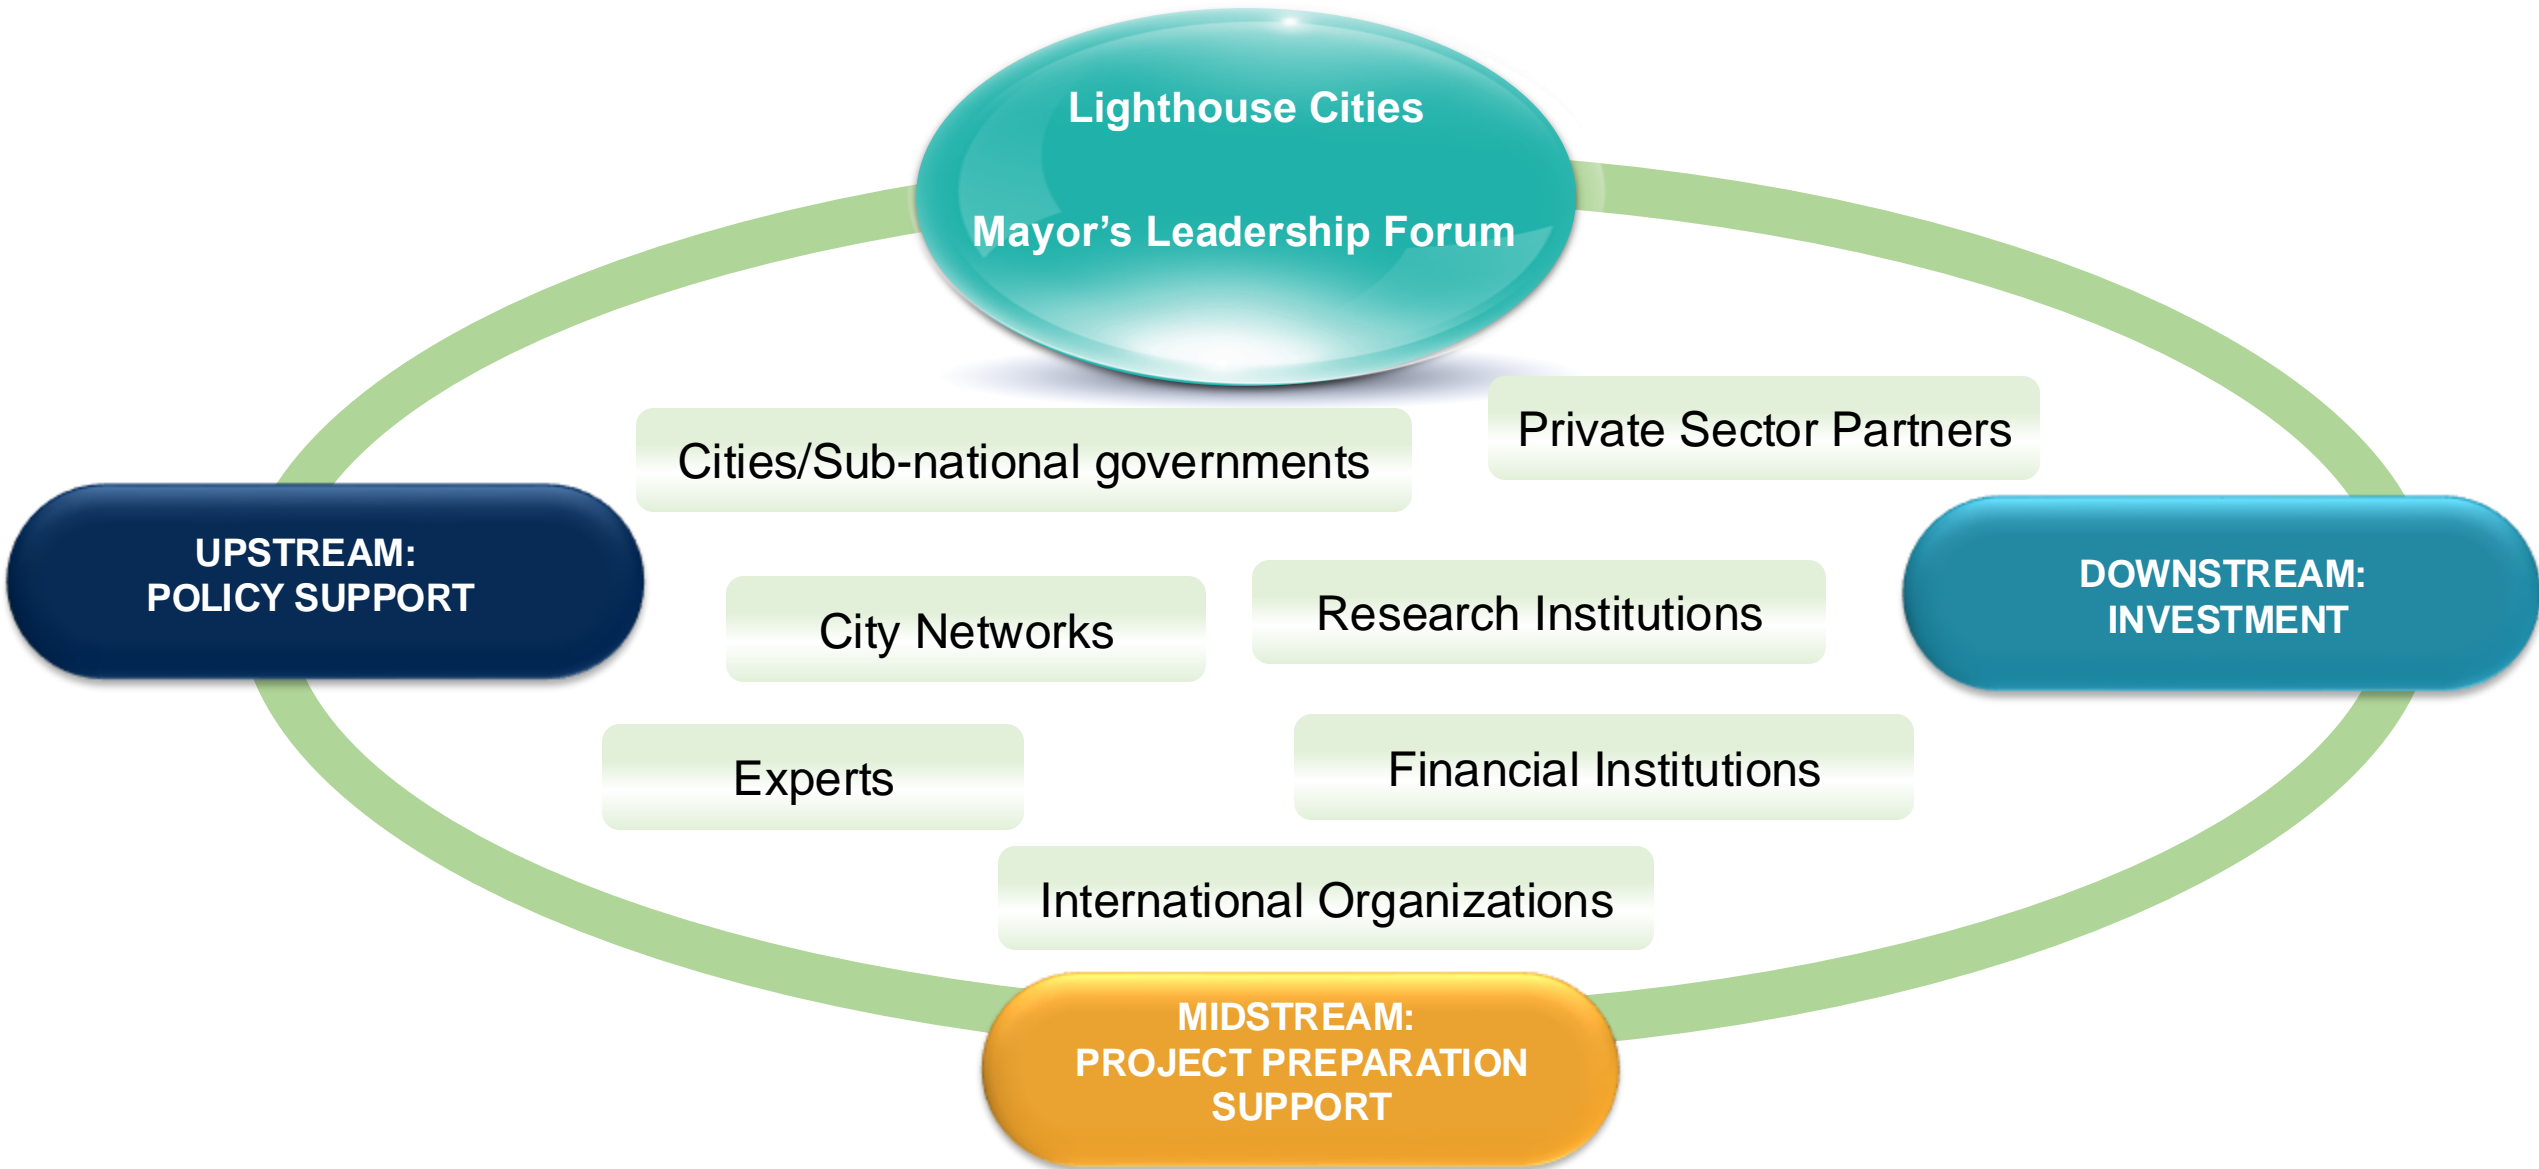 Lighthouse Cities
Mayor’s Leadership Forum
Private Sector Partners
Cities/Sub-national governments
UPSTREAM:
POLICY SUPPORT
DOWNSTREAM:
INVESTMENT
City Networks
Research Institutions
Experts
Financial Institutions
International Organizations
MIDSTREAM:
PROJECT PREPARATION
SUPPORT